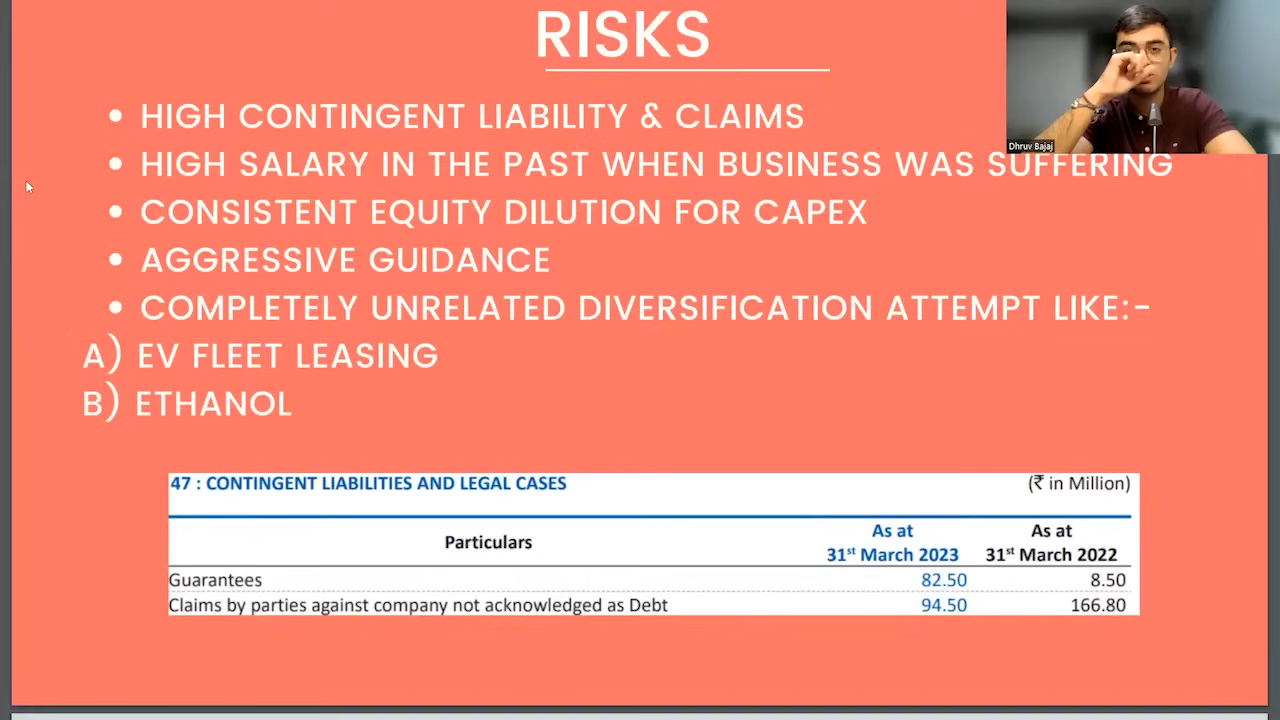 RISKS
• HIGH CONTINGENT LIABILITY & CLAIMS
• HIGH SALARY IN THE PAST WHEN BUSINESS WAS SUFFERING
• CONSISTENT EQUITY DILUTION FOR CAPEX
• AGGRESSIVE GUIDANCE
• COMPLETELY UNRELATED DIVERSIFICATION ATTEMPT LIKE:-
A) EV FLEET LEASING
B) ETHANOL
Dhruv Bajaj
47 : CONTINGENT LIABILITIES AND LEGAL CASES (₹ in Million)
Particulars As at 31st March 2023 As at 31st March 2022
Guarantees 82.50 8.50
Claims by parties against company not acknowledged as Debt 94.50 166.80